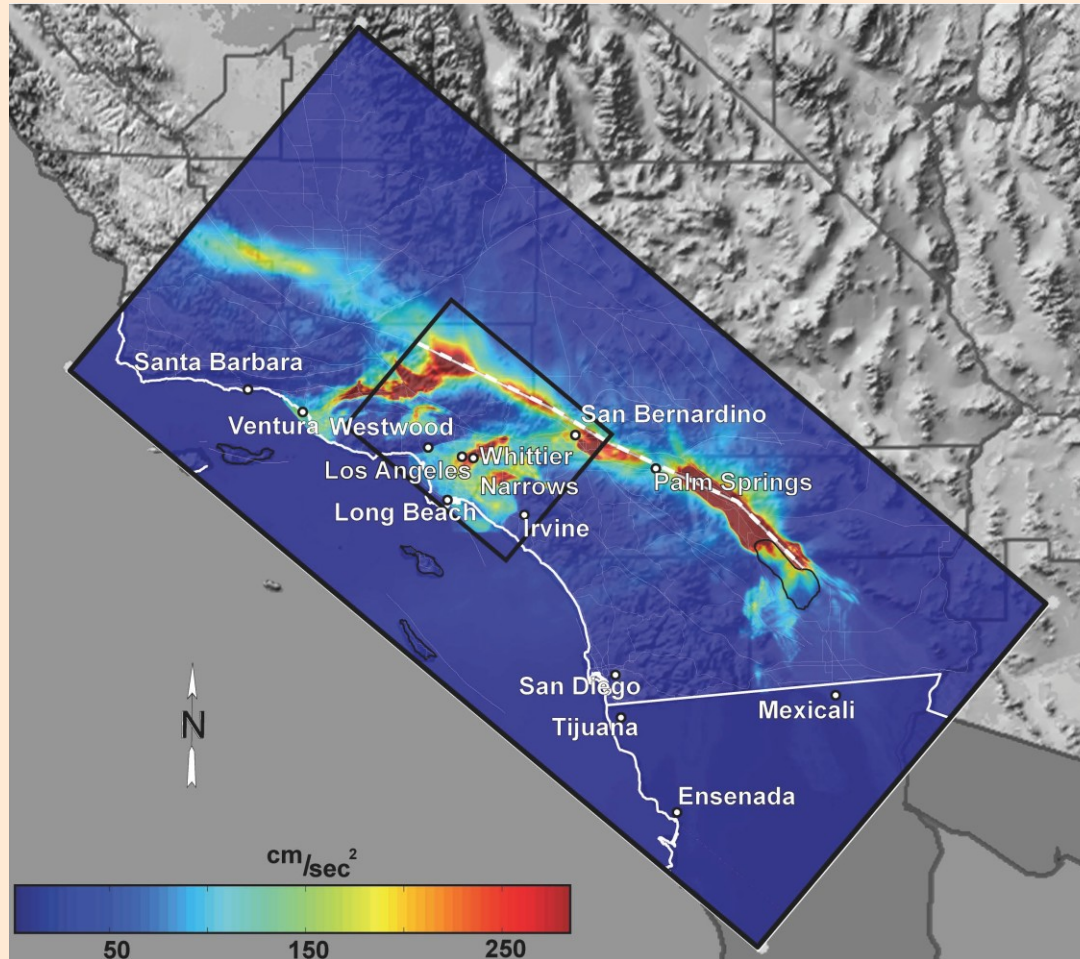 Santa Barbara
San Bernardino
Ventura Westwood
Los Angeles
Whittier
Narrows
Palm Springs
Long Beach
Irvine
San Diego
Mexicali
Tijuana
Ensenada
N
cm/sec²
50 150 250